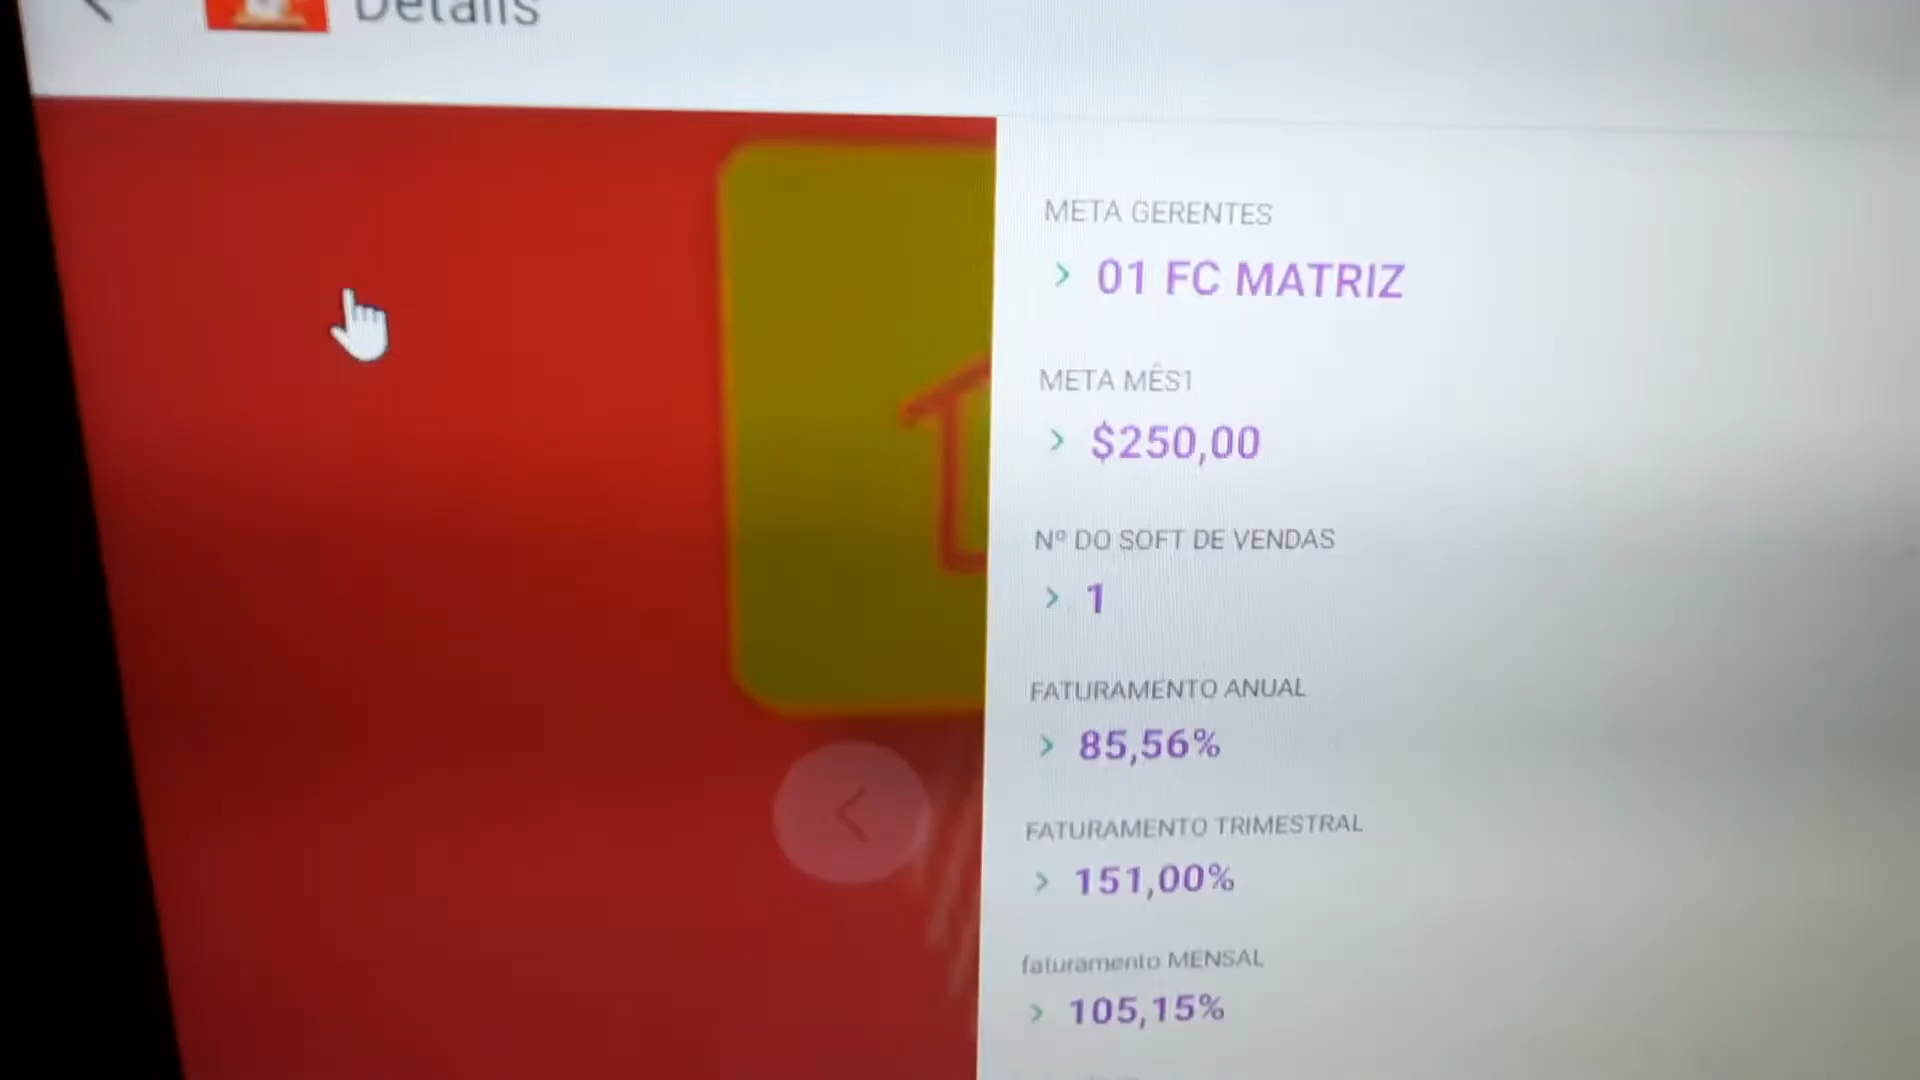 Details
META GERENTES
01 FC MATRIZ
META MÊS1
$250,00
Nº DO SOFT DE VENDAS
1
FATURAMENTO ANUAL
85,56%
FATURAMENTO TRIMESTRAL
151,00%
faturamento MENSAL
105,15%